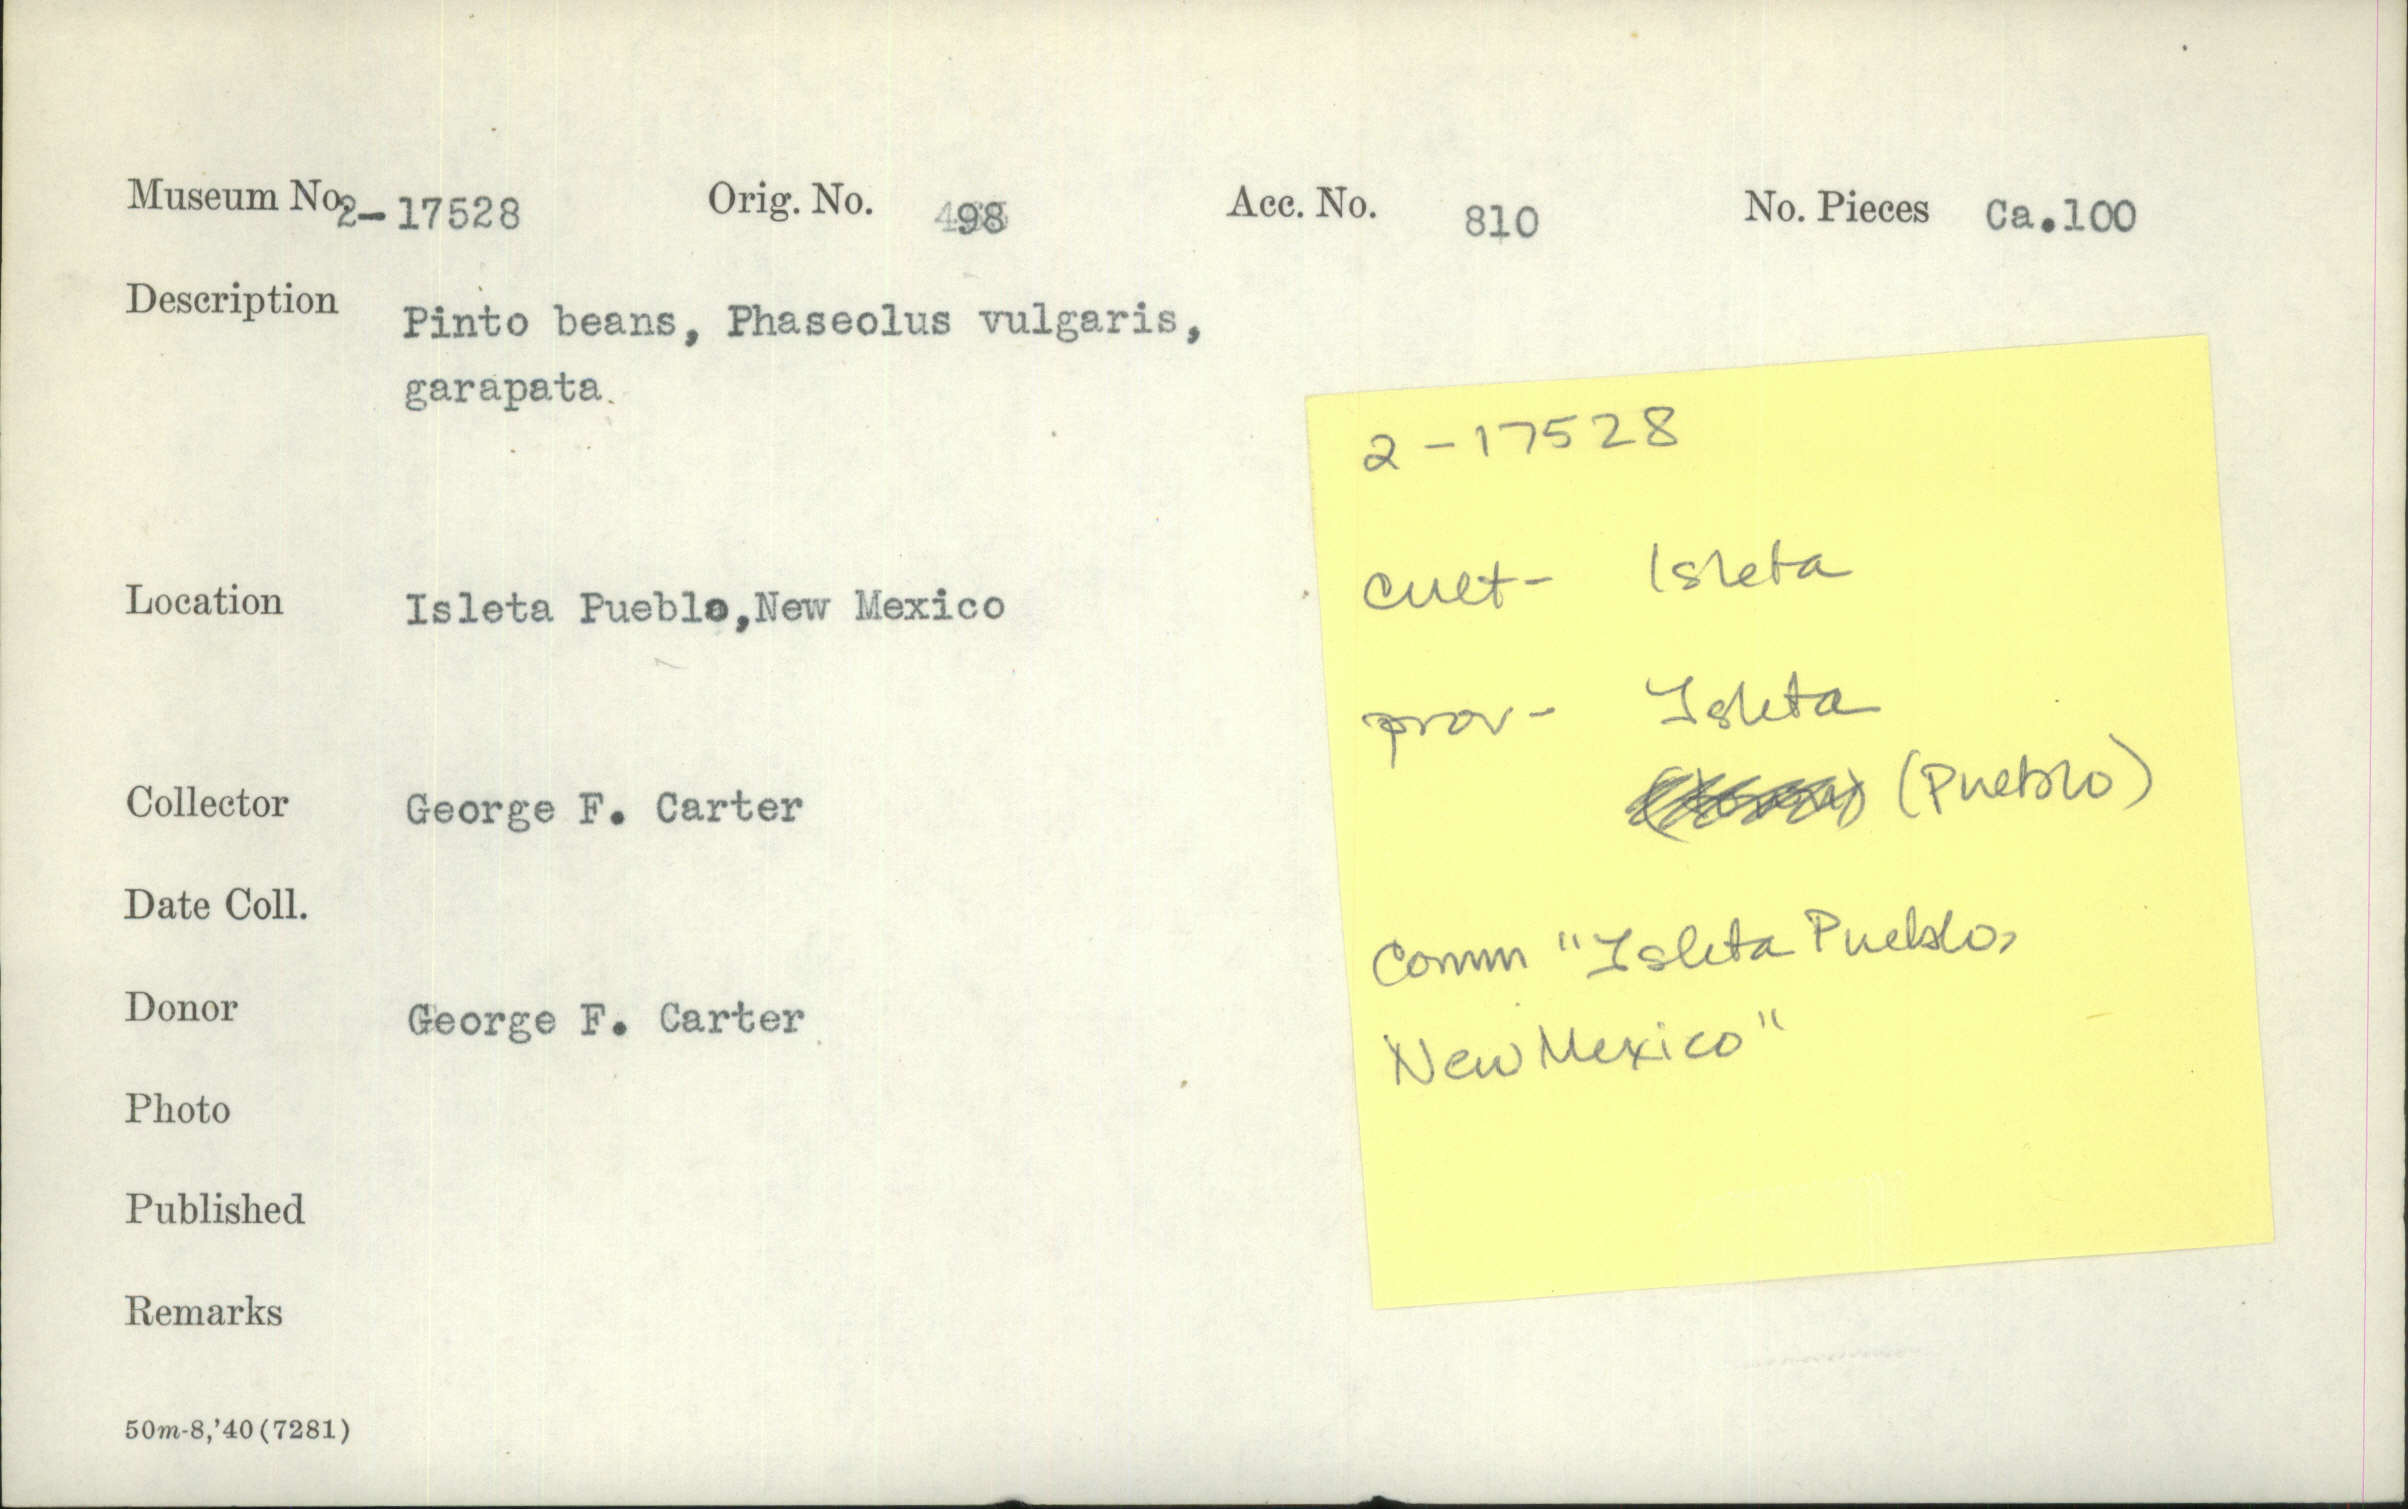 Museum No. 2-17528 Orig. No. 98 Acc. No. 810 No. Pieces Ca.100
Description Pinto beans, Phaseolus vulgaris,
garapata.
Location Isleta Pueblo,New Mexico
Collector George F. Carter
Date Coll.
Donor George F. Carter
Photo
Published
Remarks
50m-8,'40(7281)
2-17528
cult- Isleta
prov- Isleta
(Pueblo)
Comm "Isleta Pueblo,
New Mexico"